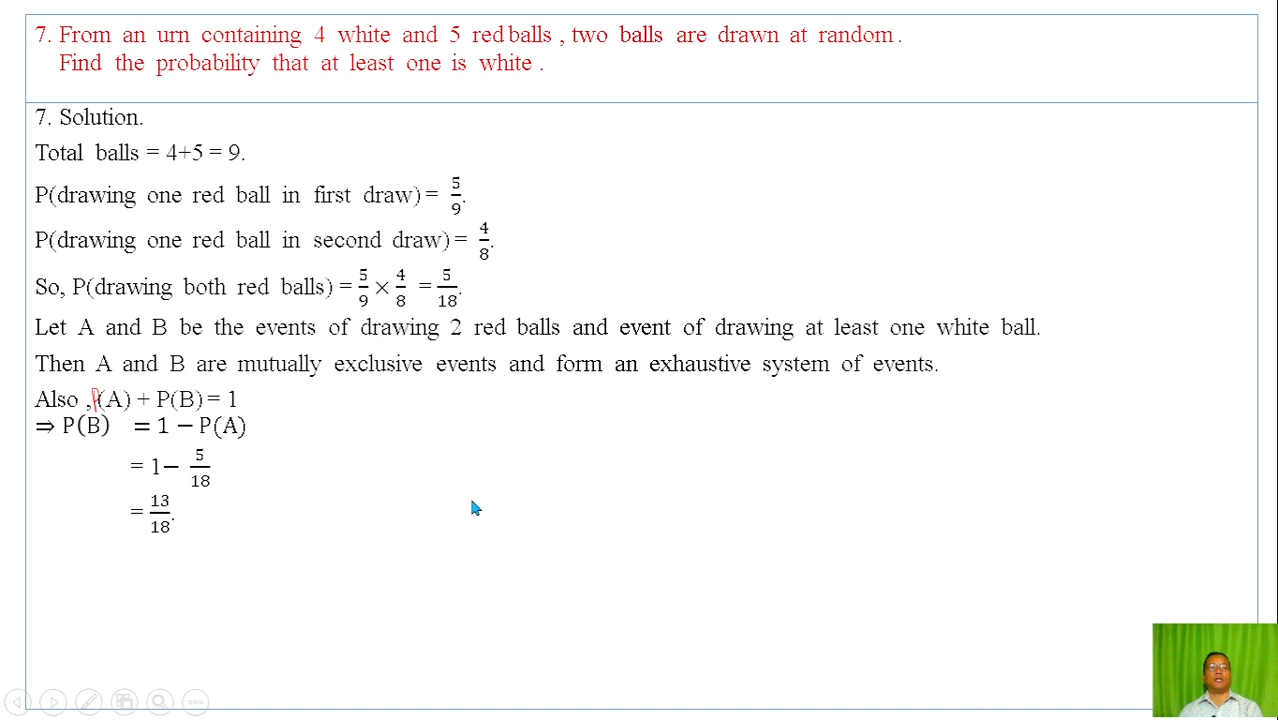 7. From an urn containing 4 white and 5 red balls , two balls are drawn at random .
Find the probability that at least one is white .
7. Solution.
Total balls = 4+5 = 9.
P(drawing one red ball in first draw) = 5/9.
P(drawing one red ball in second draw) = 4/8.
So, P(drawing both red balls) = 5/9 × 4/8 = 5/18.
Let A and B be the events of drawing 2 red balls and event of drawing at least one white ball.
Then A and B are mutually exclusive events and form an exhaustive system of events.
Also , P(A) + P(B) = 1
⇒ P(B) = 1 − P(A)
= 1− 5/18
= 13/18.